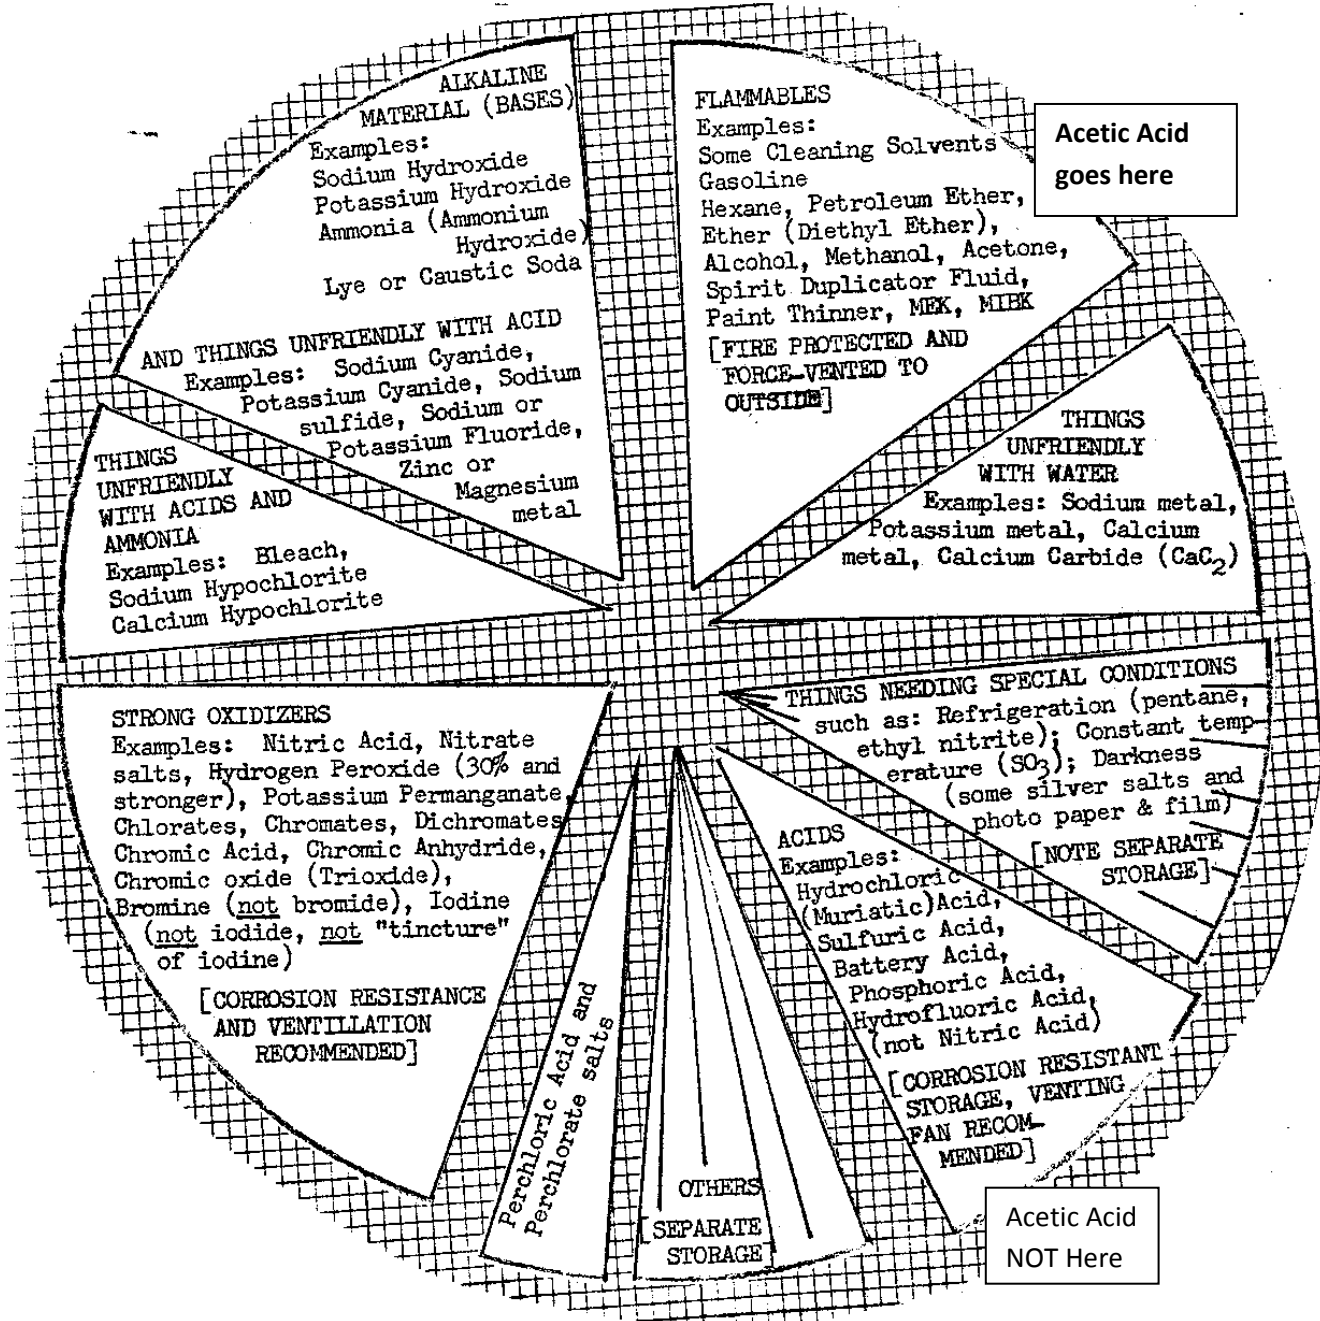 ALKALINE
MATERIAL (BASES)
Examples:
Sodium Hydroxide
Potassium Hydroxide
Ammonia (Ammonium
Hydroxide)
Lye or Caustic Soda
AND THINGS UNFRIENDLY WITH ACID
Examples: Sodium Cyanide,
Potassium Cyanide, Sodium
sulfide, Sodium or
Potassium Fluoride,
Zinc or
Magnesium
metal
FLAMMABLES
Examples:
Some Cleaning Solvents
Gasoline
Hexane, Petroleum Ether,
Ether (Diethyl Ether),
Alcohol, Methanol, Acetone,
Spirit Duplicator Fluid,
Paint Thinner, MEK, MIBK
[FIRE PROTECTED AND
FORCE-VENTED TO
OUTSIDE]
Acetic Acid
goes here
THINGS
UNFRIENDLY
WITH WATER
Examples: Sodium metal,
Potassium metal, Calcium
metal, Calcium Carbide (CaC2)
THINGS
UNFRIENDLY
WITH ACIDS AND
AMMONIA
Examples: Bleach,
Sodium Hypochlorite
Calcium Hypochlorite
THINGS NEEDING SPECIAL CONDITIONS
such as: Refrigeration (pentane,
ethyl nitrite); Constant temp-
erature (SO3); Darkness
(some silver salts and
photo paper & film)
[NOTE SEPARATE
STORAGE]
STRONG OXIDIZERS
Examples: Nitric Acid, Nitrate
salts, Hydrogen Peroxide (30% and
stronger), Potassium Permanganate,
Chlorates, Chromates, Dichromates
Chromic Acid, Chromic Anhydride,
Chromic oxide (Trioxide),
Bromine (not bromide), Iodine
(not iodide, not "tincture"
of iodine)
[CORROSION RESISTANCE
AND VENTILLATION
RECOMMENDED]
ACIDS
Examples:
Hydrochloric
(Muriatic)Acid,
Sulfuric Acid,
Battery Acid,
Phosphoric Acid,
Hydrofluoric Acid,
(not Nitric Acid)
[CORROSION RESISTANT
STORAGE, VENTING
FAN RECOM-
MENDED]
Perchloric Acid and
Perchlorate salts
OTHERS
[SEPARATE
STORAGE]
Acetic Acid
NOT Here